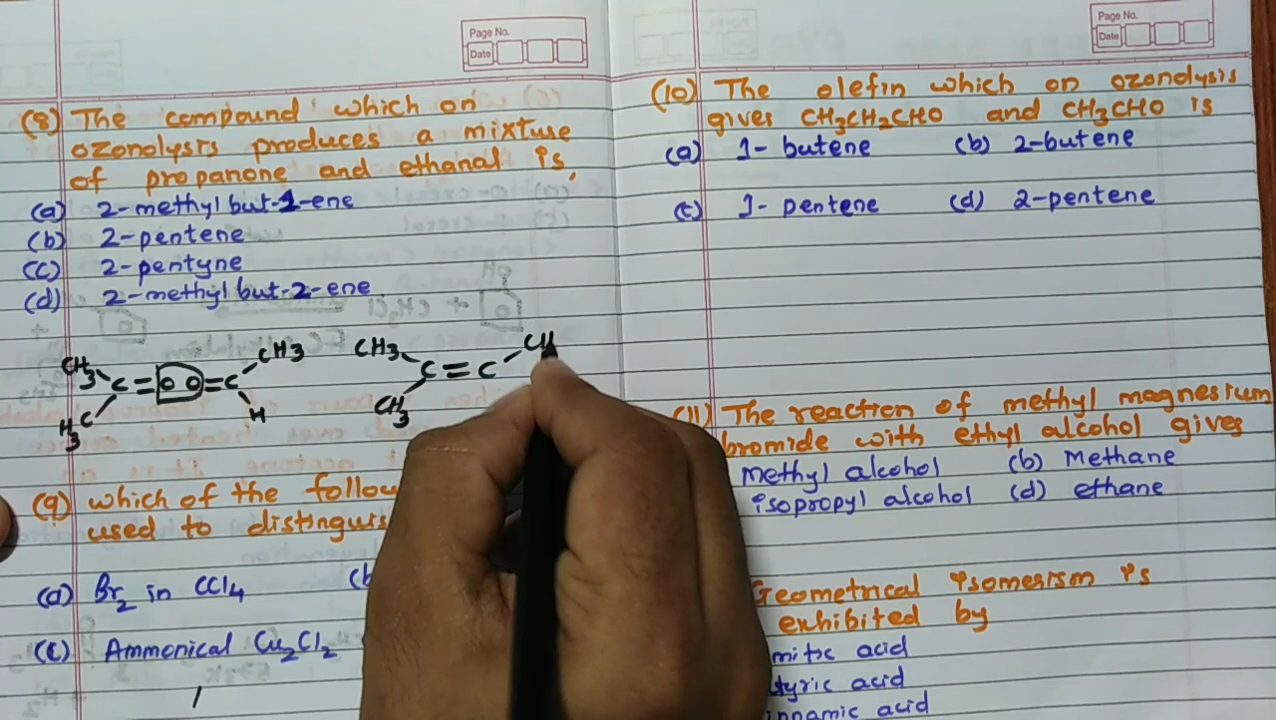 Page No.
Date
(8) The compound which on
ozonolysis produces a mixture
of propanone and ethanal is,
(a) 2-methyl but-1-ene
(b) 2-pentene
(c) 2-pentyne
(d) 2-methyl but-2-ene
CH3 CH3 CH3 CH
C=OO=C C=C
H3C H CH3
(9) which of the follow
used to distinguis
(a) Br2 in CCl4 (b
(c) Ammonical Cu2Cl2
Page No.
Date
(10) The olefin which on ozonolysis
gives CH3CH2CHO and CH3CHO is
(a) 1-butene (b) 2-butene
(c) 1-pentene (d) 2-pentene
(11) The reaction of methyl magnesium
bromide with ethyl alcohol gives
methyl alcohol (b) Methane
isopropyl alcohol (d) ethane
Geometrical isomerism is
exhibited by
acid
acid
acid